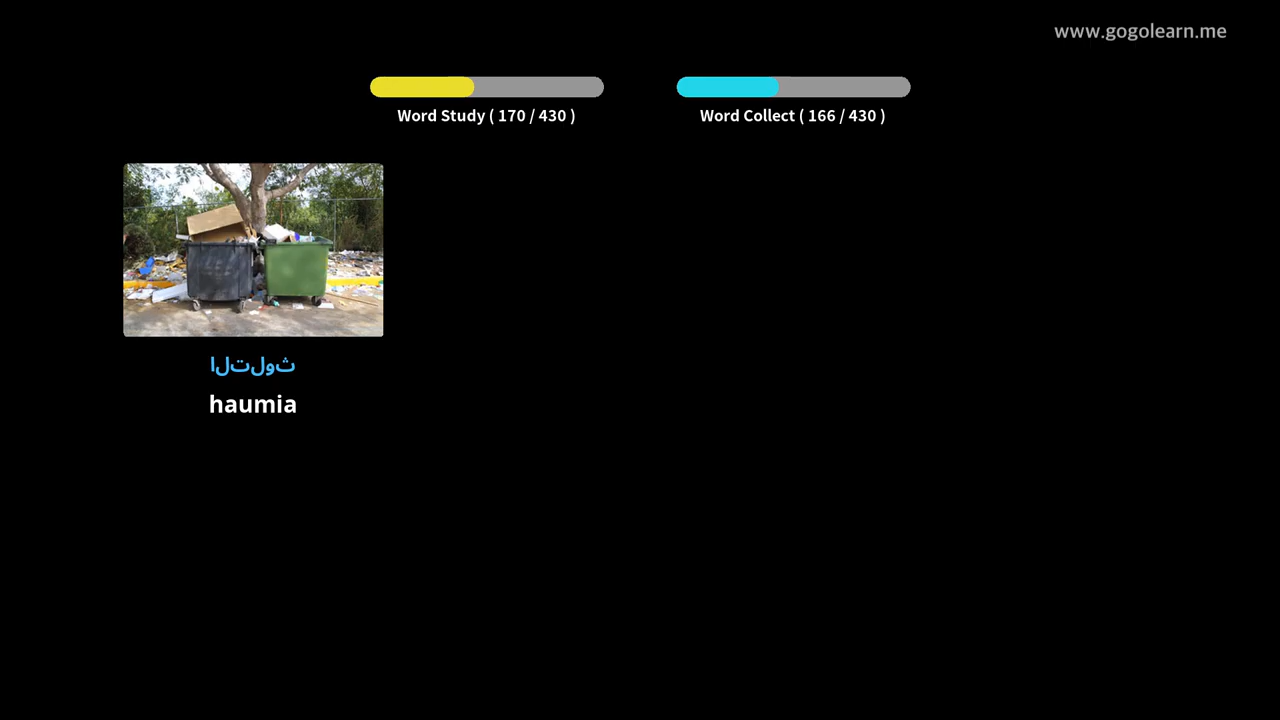 www.gogolearn.me
Word Study ( 170 / 430 )
Word Collect ( 166 / 430 )
التلوث
haumia